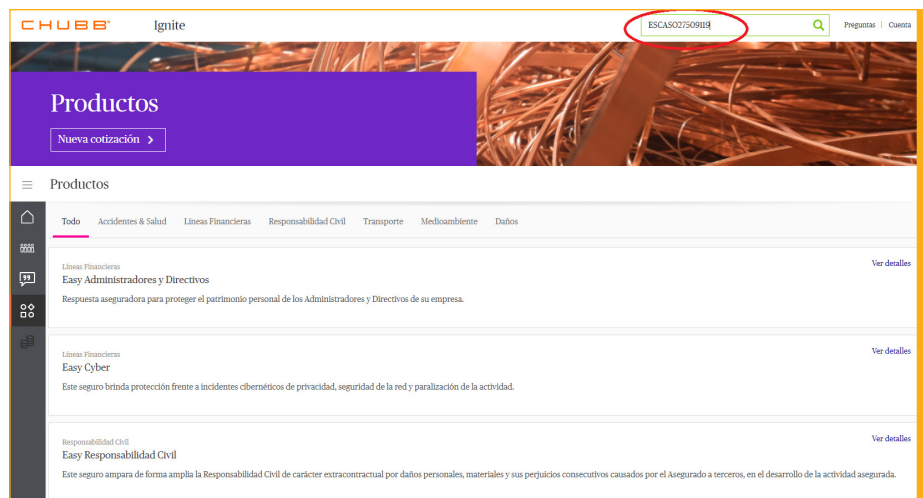 CHUBB®
Ignite
ESCASO27509119
Preguntas | Cuenta
Productos
Nueva cotización
Productos
Todo Accidentes & Salud Líneas Financieras Responsabilidad Civil Transporte Medioambiente Daños
Líneas Financieras
Ver detalles
Easy Administradores y Directivos
Respuesta aseguradora para proteger el patrimonio personal de los Administradores y Directivos de su empresa.
Líneas Financieras
Ver detalles
Easy Cyber
Este seguro brinda protección frente a incidentes cibernéticos de privacidad, seguridad de la red y paralización de la actividad.
Responsabilidad Civil
Ver detalles
Easy Responsabilidad Civil
Este seguro ampara de forma amplia la Responsabilidad Civil de carácter extracontractual por daños personales, materiales y sus perjuicios consecutivos causados por el Asegurado a terceros, en el desarrollo de la actividad asegurada.